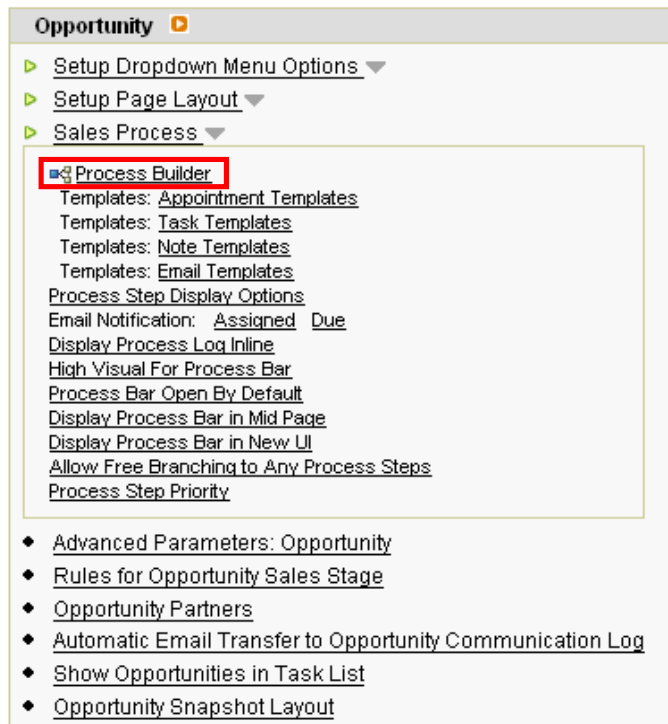 Opportunity
Setup Dropdown Menu Options
Setup Page Layout
Sales Process
Process Builder
Templates: Appointment Templates
Templates: Task Templates
Templates: Note Templates
Templates: Email Templates
Process Step Display Options
Email Notification: Assigned Due
Display Process Log Inline
High Visual For Process Bar
Process Bar Open By Default
Display Process Bar in Mid Page
Display Process Bar in New UI
Allow Free Branching to Any Process Steps
Process Step Priority
Advanced Parameters: Opportunity
Rules for Opportunity Sales Stage
Opportunity Partners
Automatic Email Transfer to Opportunity Communication Log
Show Opportunities in Task List
Opportunity Snapshot Layout